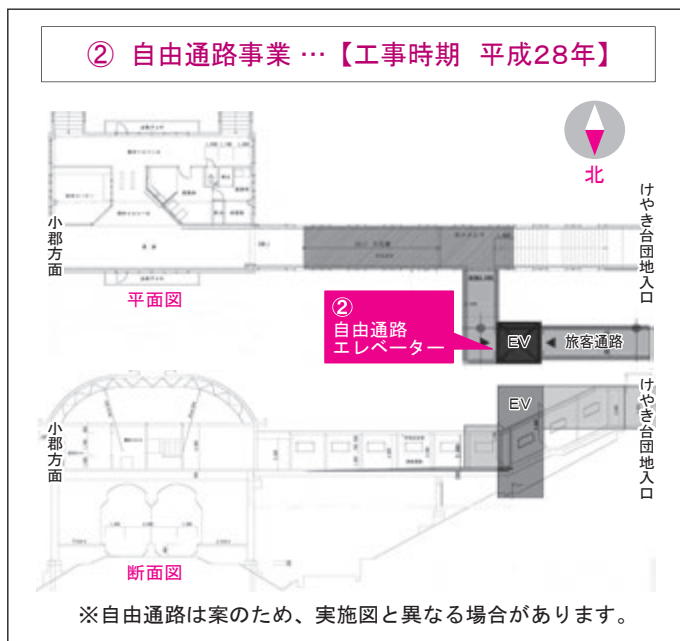 ② 自由通路事業 …【工事時期 平成28年】
北
小郡方面
けやき台団地入口
平面図
②
自由通路
エレベーター
EV
旅客通路
EV
小郡方面
けやき台団地入口
断面図
※自由通路は案のため、実施図と異なる場合があります。